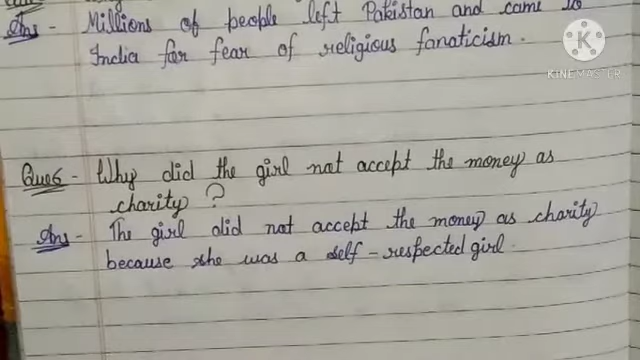 Ans - Millions of people left Pakistan and came to
India for fear of religious fanaticism.
KINEMASTER
Que6 - Why did the girl not accept the money as
charity ?
Ans - The girl did not accept the money as charity
because she was a self-respected girl.